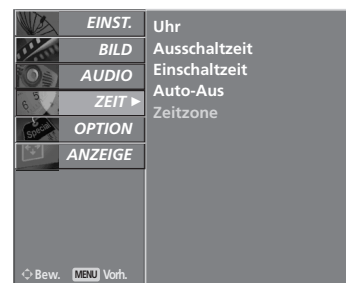 EINST.
BILD
AUDIO
ZEIT
OPTION
ANZEIGE
Uhr
Ausschaltzeit
Einschaltzeit
Auto-Aus
Zeitzone
Bew. MENU Vorh.